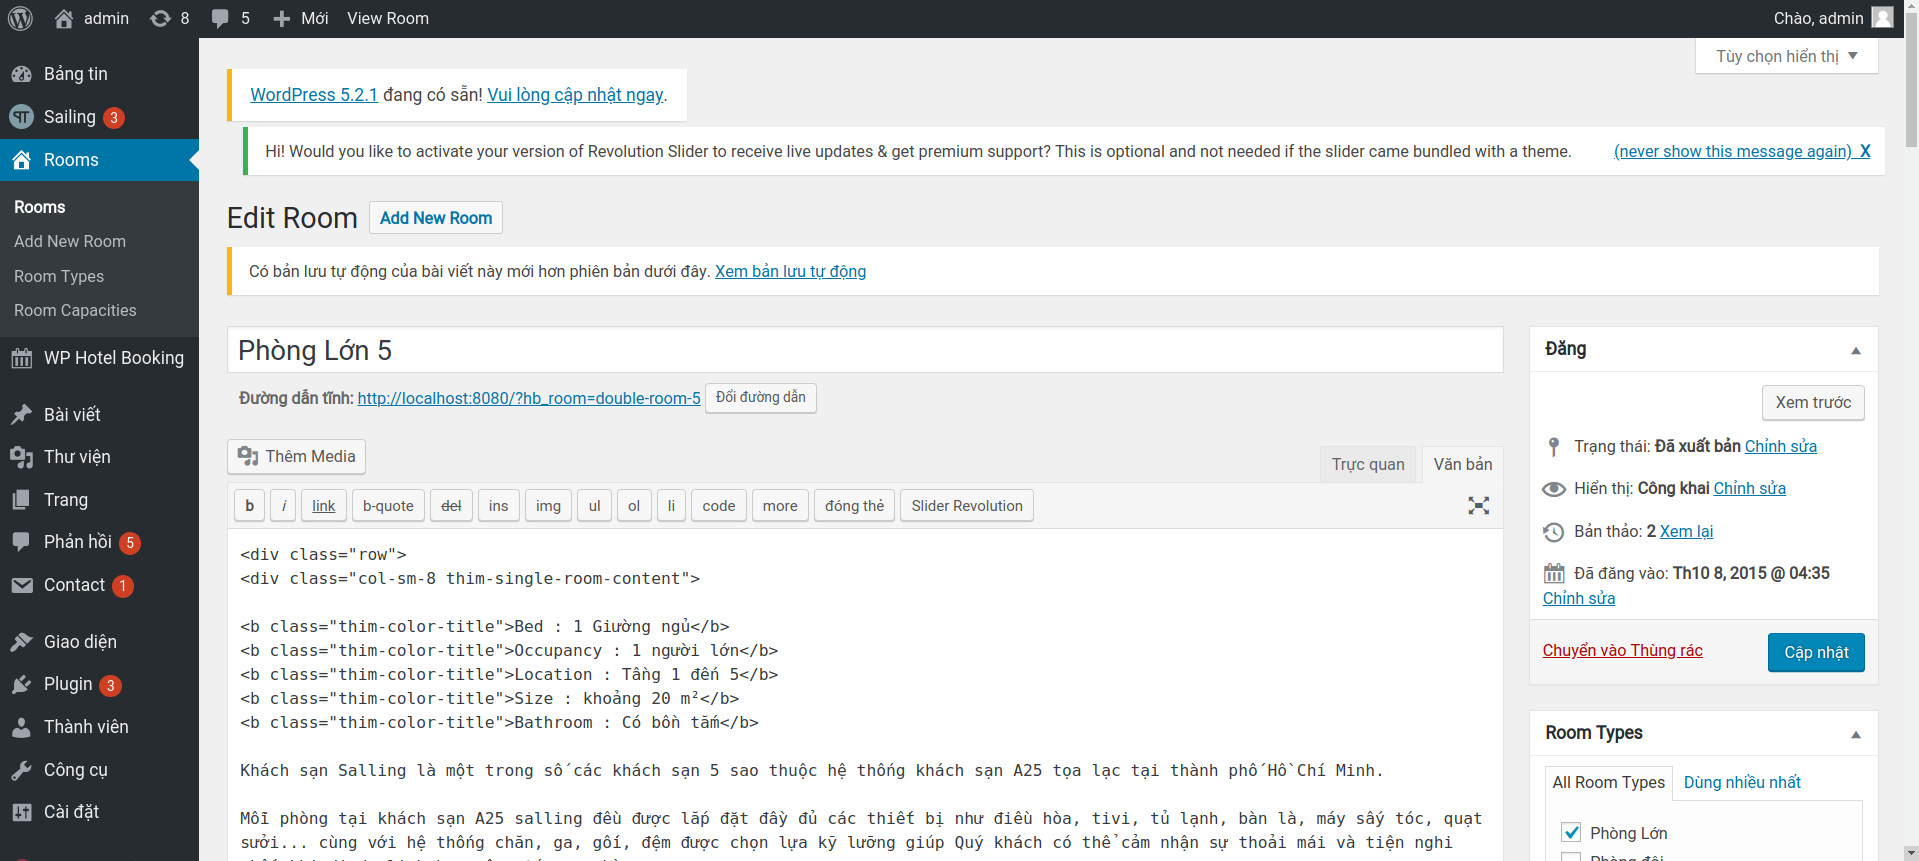 admin 8 5 Mới View Room Chào, admin
Tùy chọn hiển thị
Bảng tin
Sailing 3
Rooms
Rooms
Add New Room
Room Types
Room Capacities
WP Hotel Booking
Bài viết
Thư viện
Trang
Phản hồi 5
Contact 1
Giao diện
Plugin 3
Thành viên
Công cụ
Cài đặt
WordPress 5.2.1 đang có sẵn! Vui lòng cập nhật ngay.
Hi! Would you like to activate your version of Revolution Slider to receive live updates & get premium support? This is optional and not needed if the slider came bundled with a theme. (never show this message again) X
Edit Room Add New Room
Có bản lưu tự động của bài viết này mới hơn phiên bản dưới đây. Xem bản lưu tự động
Phòng Lớn 5
Đường dẫn tĩnh: http://localhost:8080/?hb_room=double-room-5 Đổi đường dẫn
Thêm Media Trực quan Văn bản
b i link b-quote del ins img ul ol li code more đóng thẻ Slider Revolution
<div class="row">
<div class="col-sm-8 thim-single-room-content">
<b class="thim-color-title">Bed : 1 Giường ngủ</b>
<b class="thim-color-title">Occupancy : 1 người lớn</b>
<b class="thim-color-title">Location : Tầng 1 đến 5</b>
<b class="thim-color-title">Size : khoảng 20 m²</b>
<b class="thim-color-title">Bathroom : Có bồn tắm</b>
Khách sạn Salling là một trong số các khách sạn 5 sao thuộc hệ thống khách sạn A25 tọa lạc tại thành phố Hồ Chí Minh.
Mỗi phòng tại khách sạn A25 salling đều được lắp đặt đầy đủ các thiết bị như điều hòa, tivi, tủ lạnh, bàn là, máy sấy tóc, quạt
sưởi... cùng với hệ thống chăn, ga, gối, đệm được chọn lựa kỹ lưỡng giúp Quý khách có thể cảm nhận sự thoải mái và tiện nghi
Đăng
Xem trước
Trạng thái: Đã xuất bản Chỉnh sửa
Hiển thị: Công khai Chỉnh sửa
Bản thảo: 2 Xem lại
Đã đăng vào: Th10 8, 2015 @ 04:35
Chỉnh sửa
Chuyển vào Thùng rác Cập nhật
Room Types
All Room Types Dùng nhiều nhất
Phòng Lớn
Phòng đôi